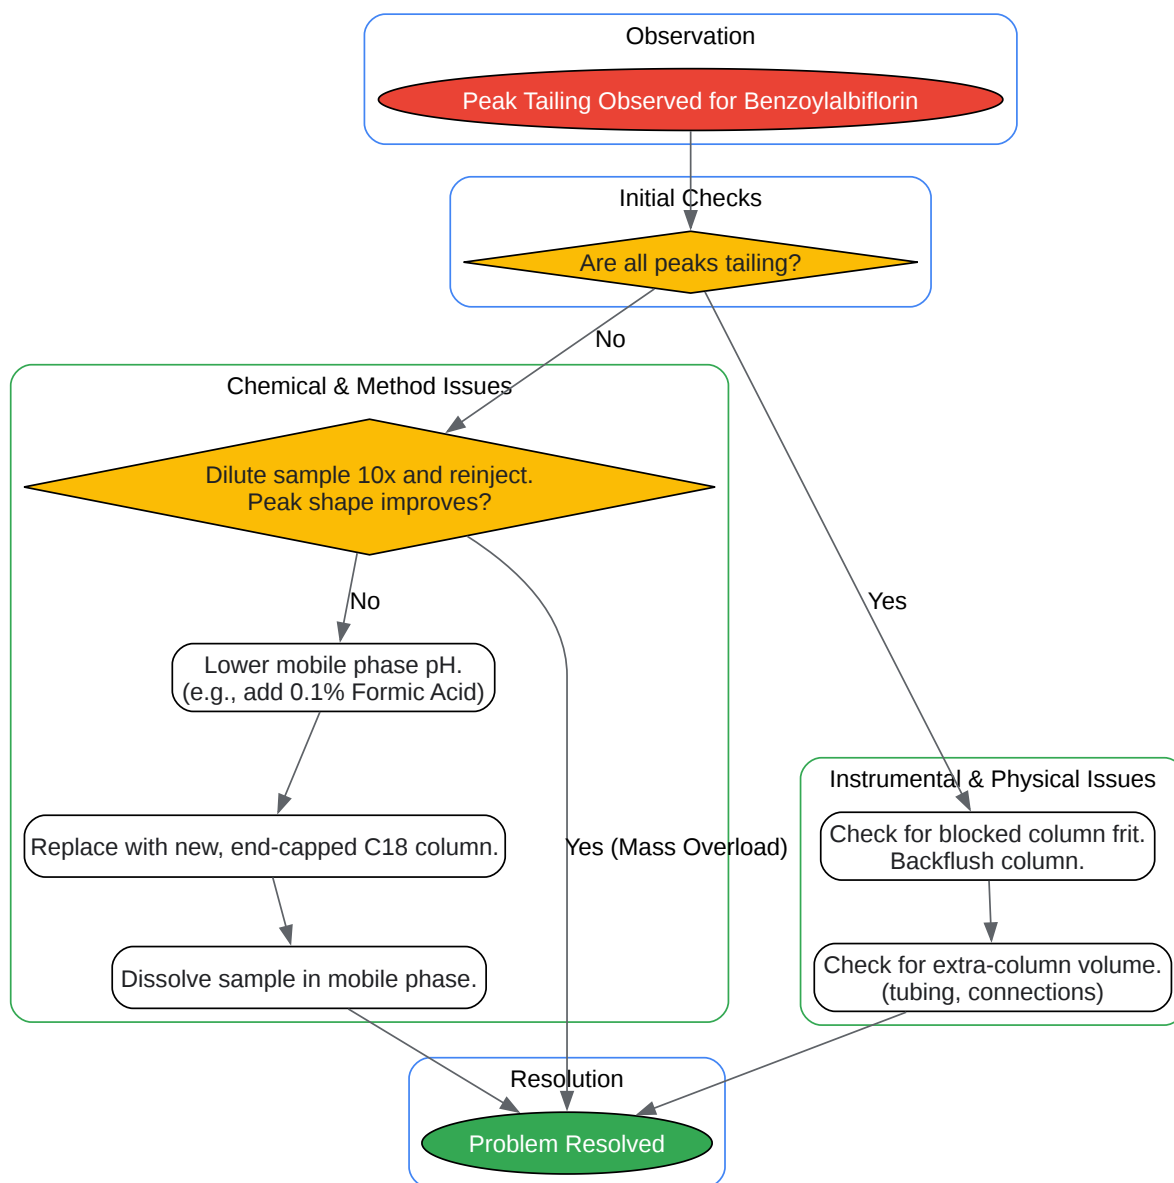 Observation
Peak Tailing Observed for Benzoylalbiflorin
Initial Checks
Are all peaks tailing?
No
Chemical & Method Issues
Dilute sample 10x and reinject.
Peak shape improves?
No
Yes
Lower mobile phase pH.
(e.g., add 0.1% Formic Acid)
Instrumental & Physical Issues
Replace with new, end-capped C18 column.
Yes (Mass Overload)
Check for blocked column frit.
Backflush column.
Dissolve sample in mobile phase.
Check for extra-column volume.
(tubing, connections)
Resolution
Problem Resolved